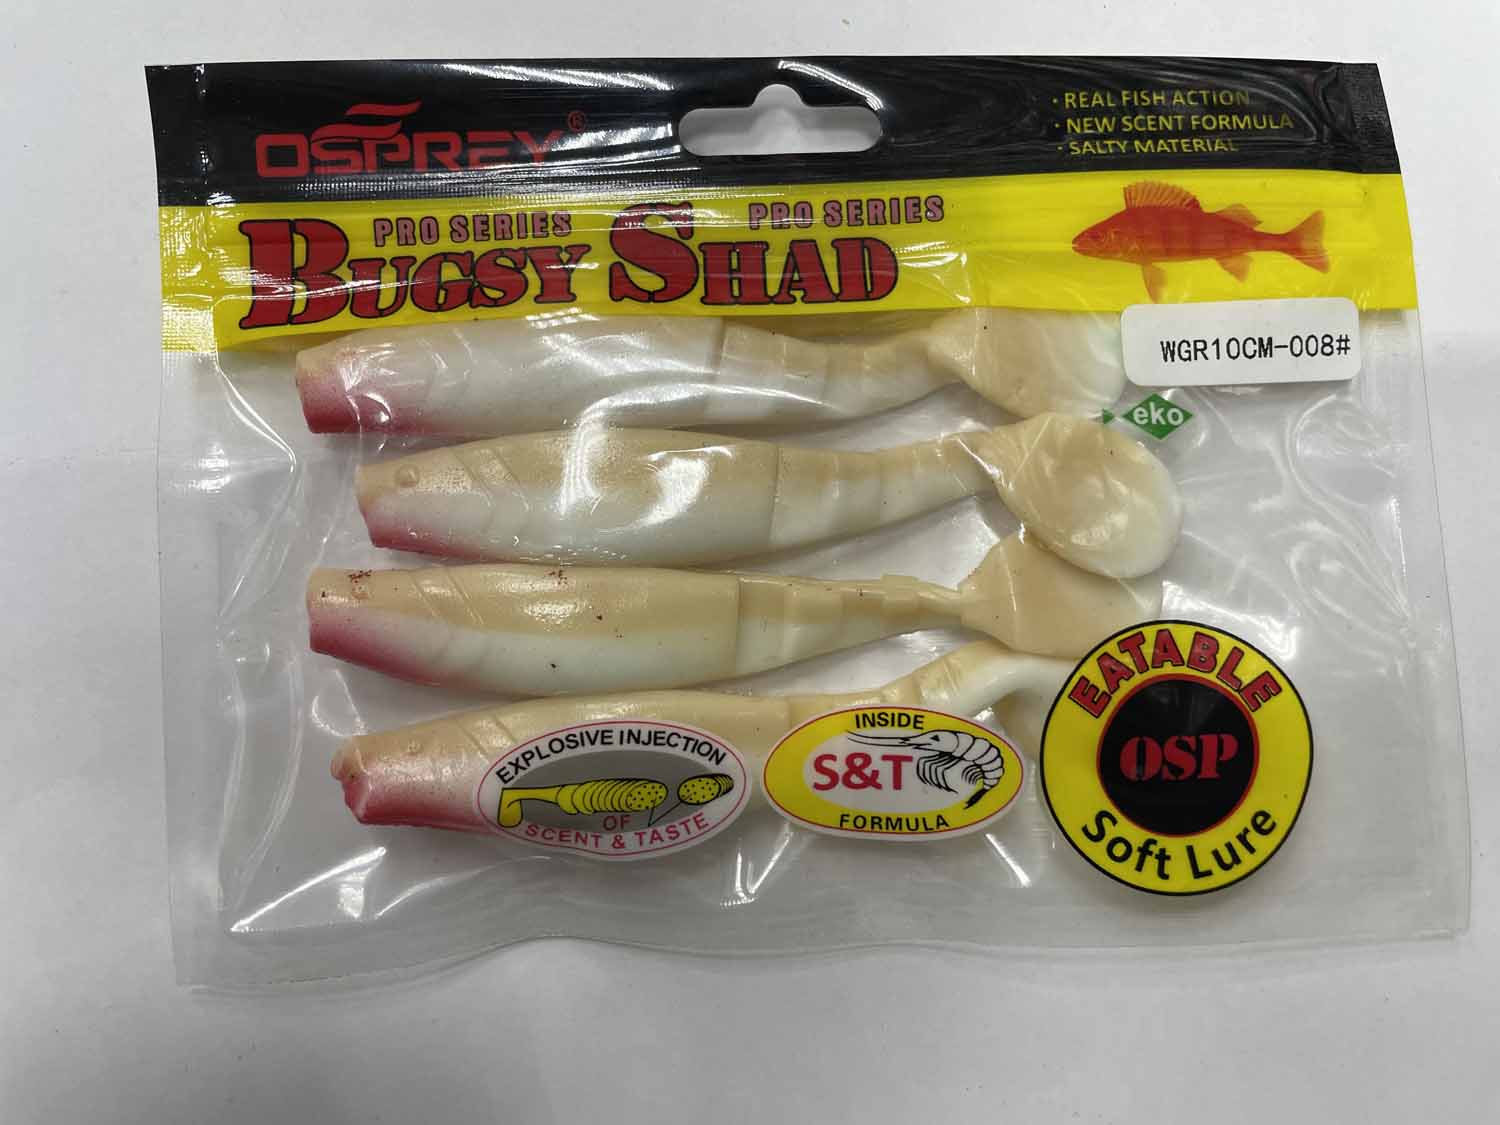 OSPREY®
· REAL FISH ACTION
· NEW SCENT FORMULA
· SALTY MATERIAL
PRO SERIES PRO SERIES
BUGSY SHAD
WGR10CM-008#
eko
EATABLE
OSP
Soft Lure
EXPLOSIVE INJECTION
OF
SCENT & TASTE
INSIDE
S&T
FORMULA